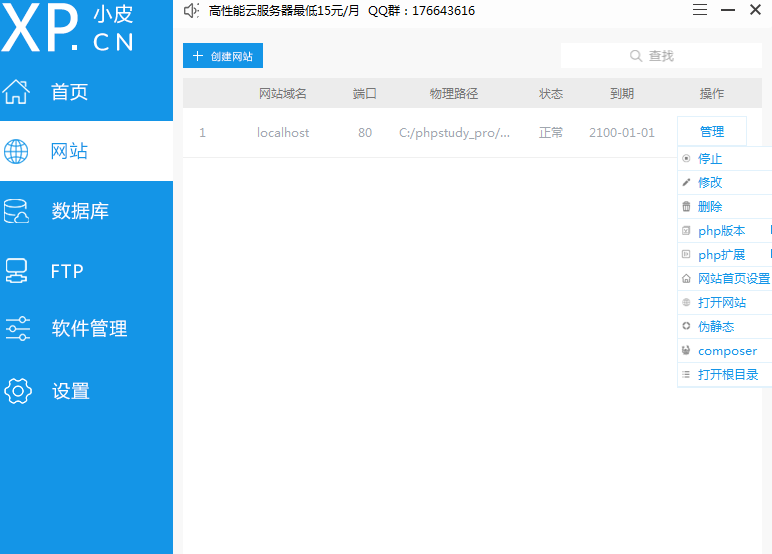 XP.小皮
CN
高性能云服务器最低15元/月 QQ群：176643616
首页
网站
数据库
FTP
软件管理
设置
创建网站
查找
网站域名 端口 物理路径 状态 到期 操作
1 localhost 80 C:/phpstudy_pro/... 正常 2100-01-01 管理
停止
修改
删除
php版本
php扩展
网站首页设置
打开网站
伪静态
composer
打开根目录